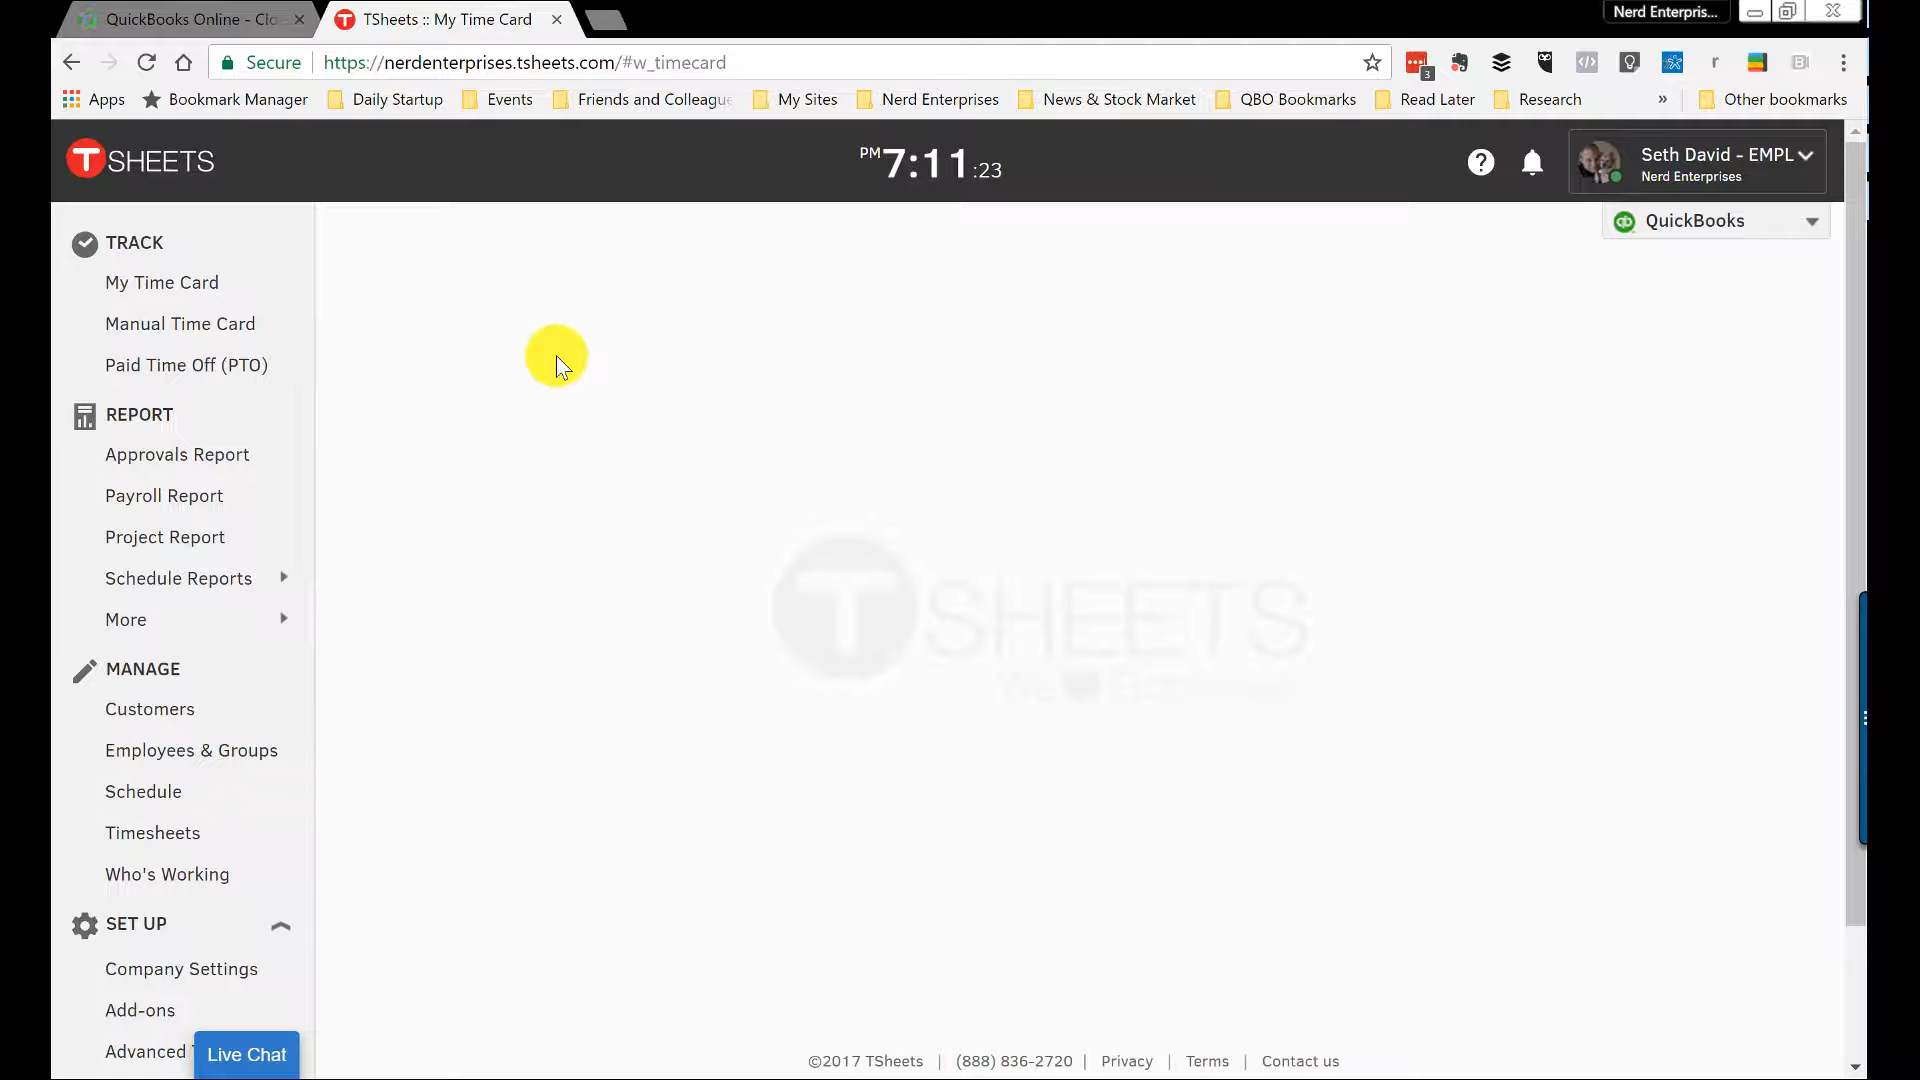 QuickBooks Online - Clo
TSheets :: My Time Card
Nerd Enterpris...
Secure
https://nerdenterprises.tsheets.com/#w_timecard
3
Apps
Bookmark Manager
Daily Startup
Events
Friends and Colleagu
My Sites
Nerd Enterprises
News & Stock Market
QBO Bookmarks
Read Later
Research
»
Other bookmarks
TSHEETS
PM 7:11 :23
Seth David - EMPL
Nerd Enterprises
QuickBooks
TRACK
My Time Card
Manual Time Card
Paid Time Off (PTO)
REPORT
Approvals Report
Payroll Report
Project Report
Schedule Reports
More
MANAGE
Customers
Employees & Groups
Schedule
Timesheets
Who's Working
SET UP
Company Settings
Add-ons
Advanced
Live Chat
TSHEETS
©2017 TSheets | (888) 836-2720 | Privacy | Terms | Contact us